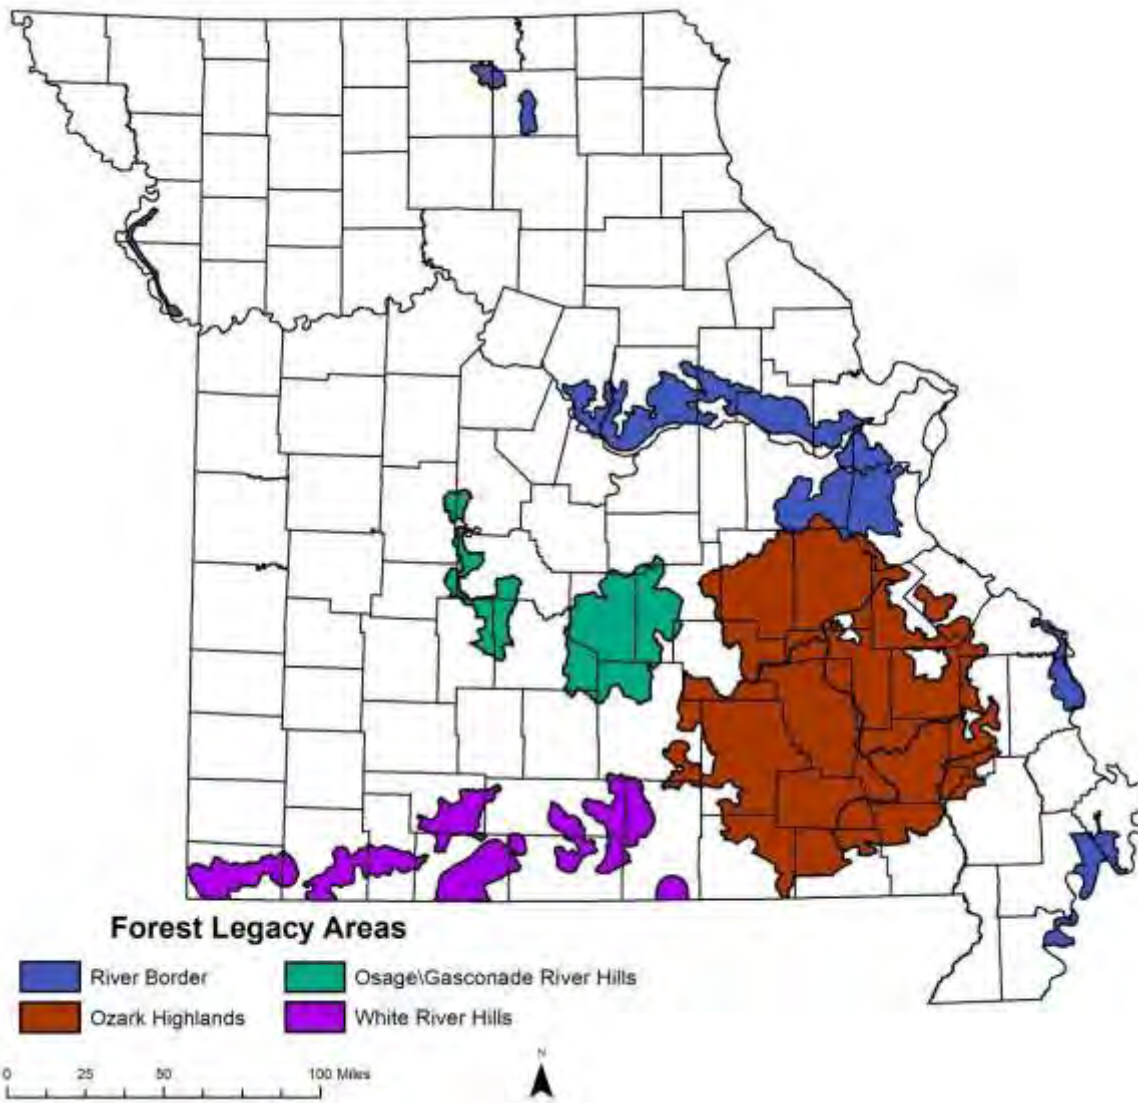 Forest Legacy Areas
River Border
Osage\Gasconade River Hills
Ozark Highlands
White River Hills
0 25 50 100 Miles
N